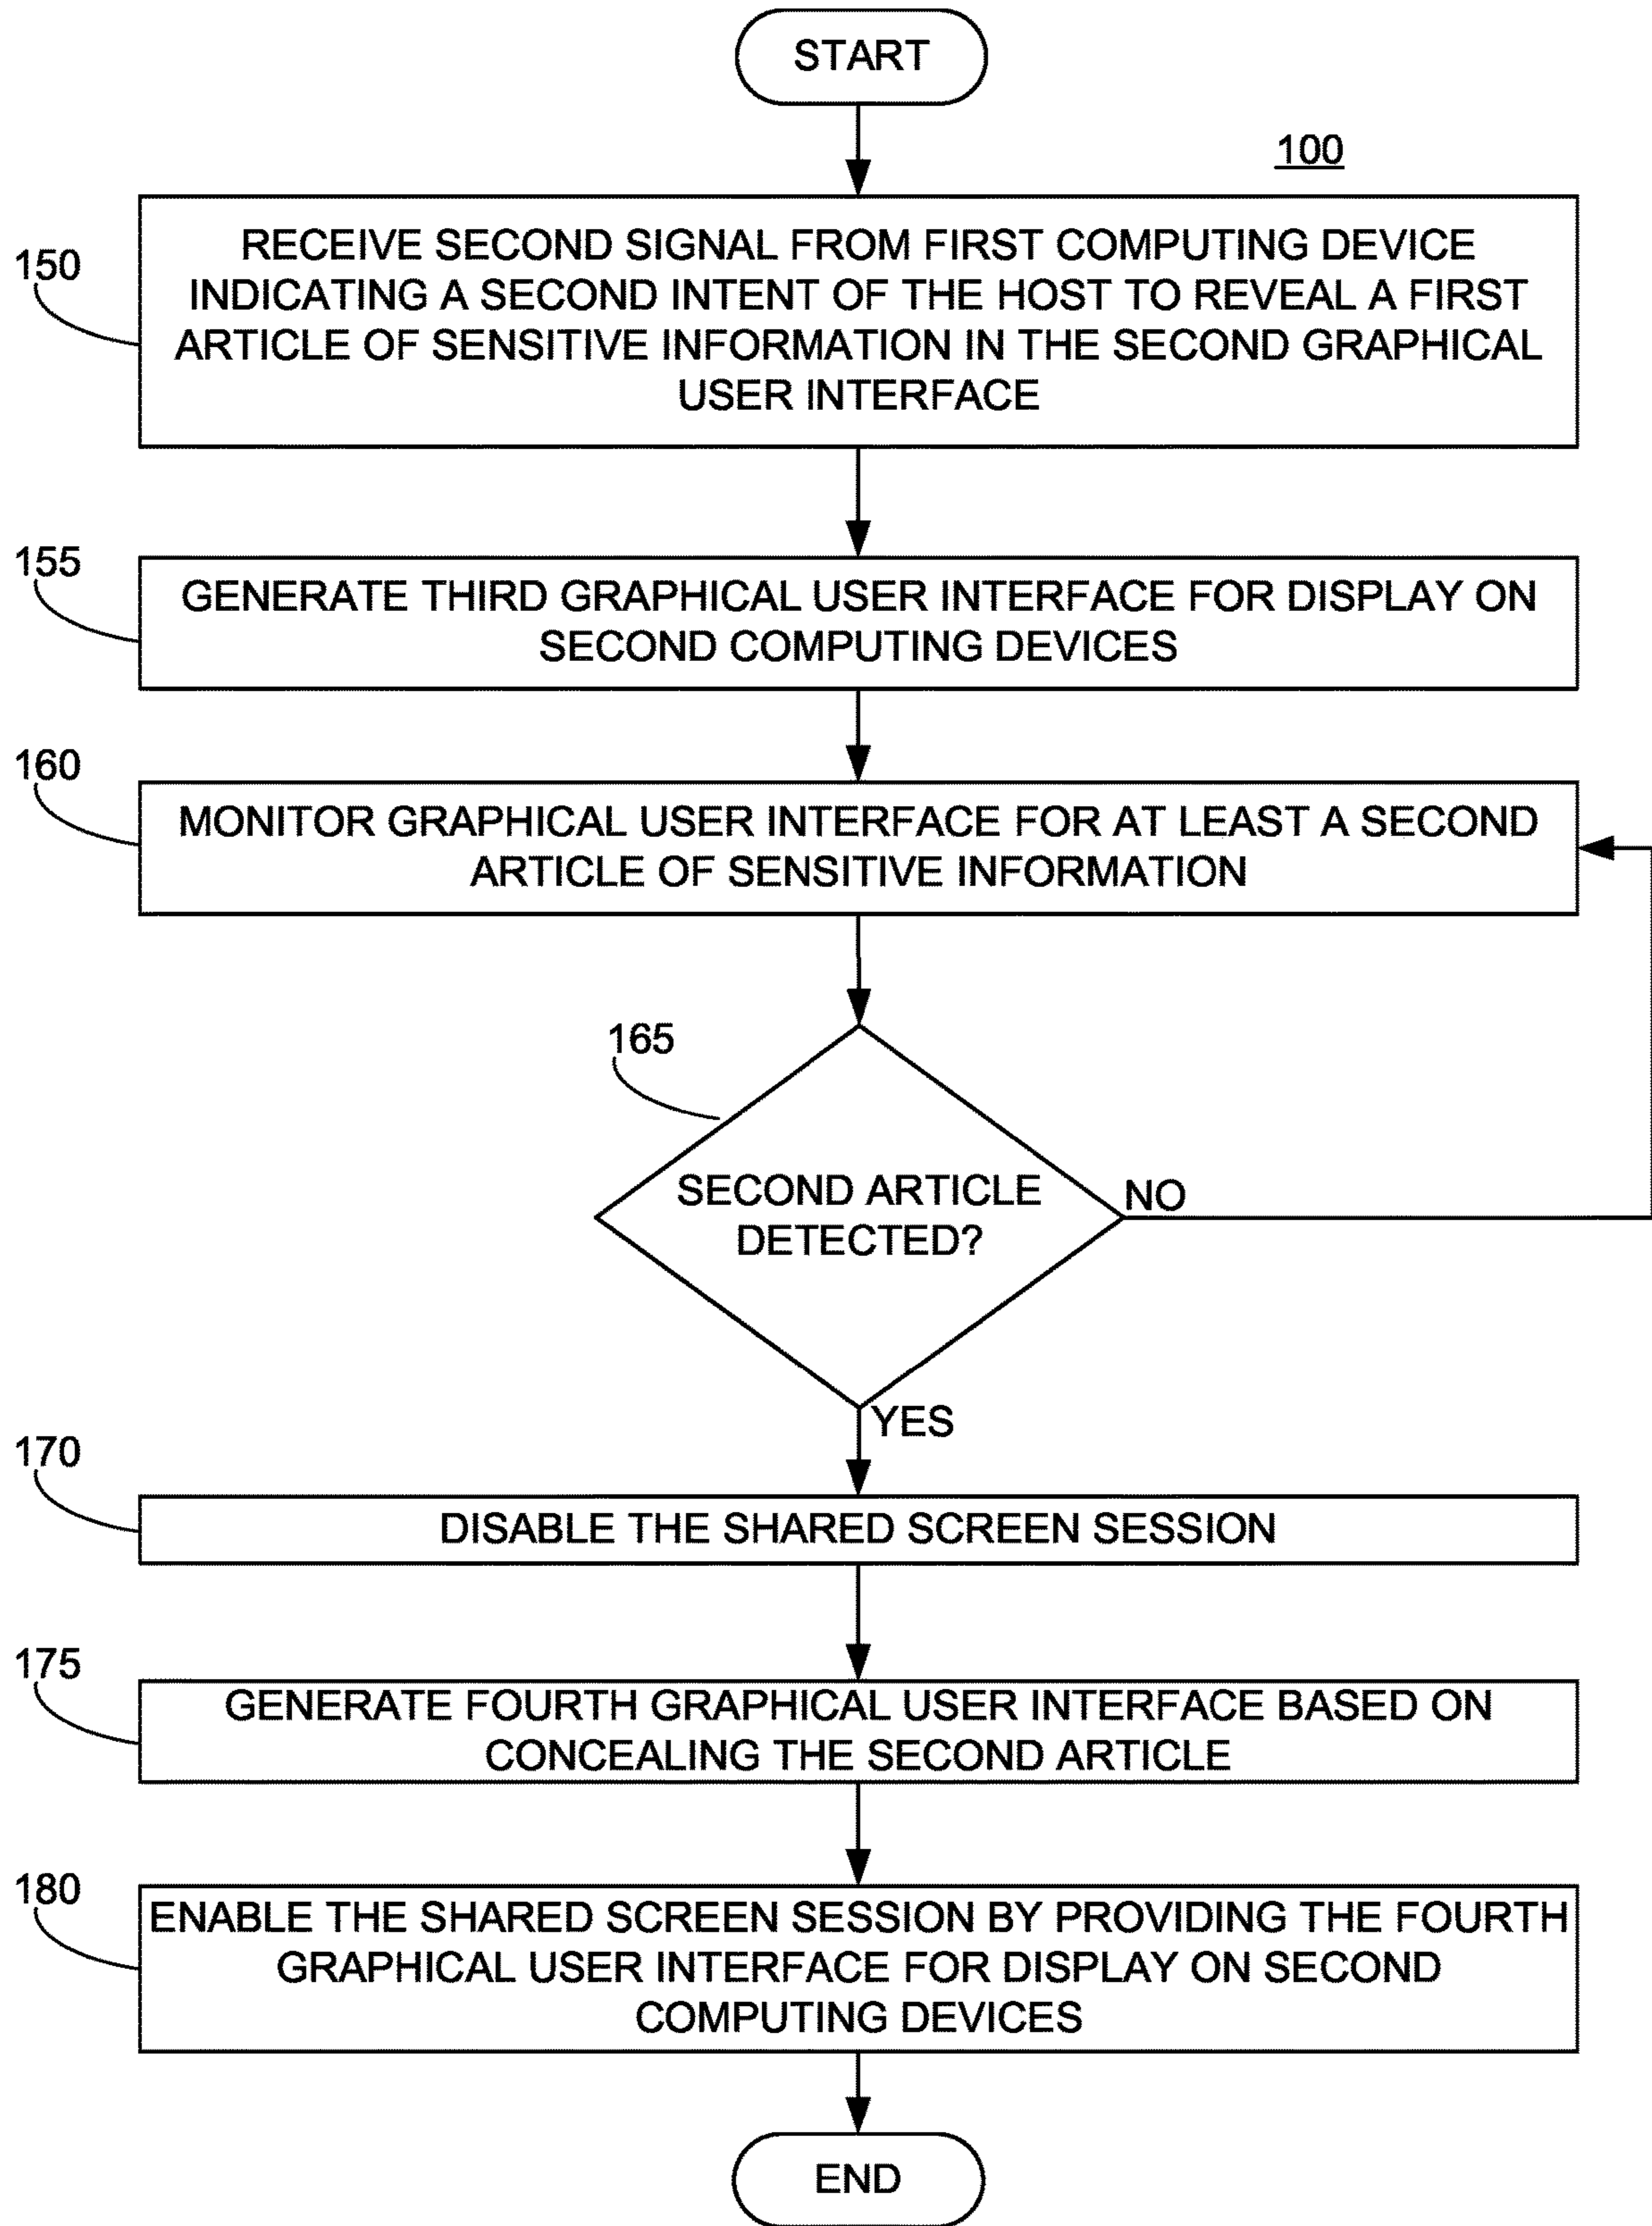 START
100
150
RECEIVE SECOND SIGNAL FROM FIRST COMPUTING DEVICE
INDICATING A SECOND INTENT OF THE HOST TO REVEAL A FIRST
ARTICLE OF SENSITIVE INFORMATION IN THE SECOND GRAPHICAL
USER INTERFACE
155
GENERATE THIRD GRAPHICAL USER INTERFACE FOR DISPLAY ON
SECOND COMPUTING DEVICES
160
MONITOR GRAPHICAL USER INTERFACE FOR AT LEAST A SECOND
ARTICLE OF SENSITIVE INFORMATION
165
SECOND ARTICLE
DETECTED?
NO
YES
170
DISABLE THE SHARED SCREEN SESSION
175
GENERATE FOURTH GRAPHICAL USER INTERFACE BASED ON
CONCEALING THE SECOND ARTICLE
180
ENABLE THE SHARED SCREEN SESSION BY PROVIDING THE FOURTH
GRAPHICAL USER INTERFACE FOR DISPLAY ON SECOND
COMPUTING DEVICES
END